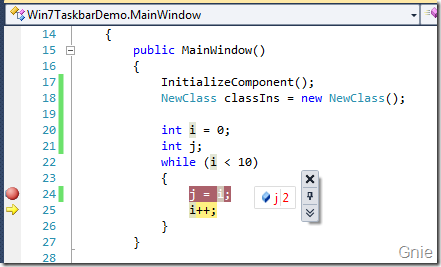 Win7TaskbarDemo.MainWindow
14 {
15 public MainWindow()
16 {
17 InitializeComponent();
18 NewClass classIns = new NewClass();
19
20 int i = 0;
21 int j;
22 while (i < 10)
23 {
24 j = i; j 2
25 i++;
26 }
27 }
28
Gnie